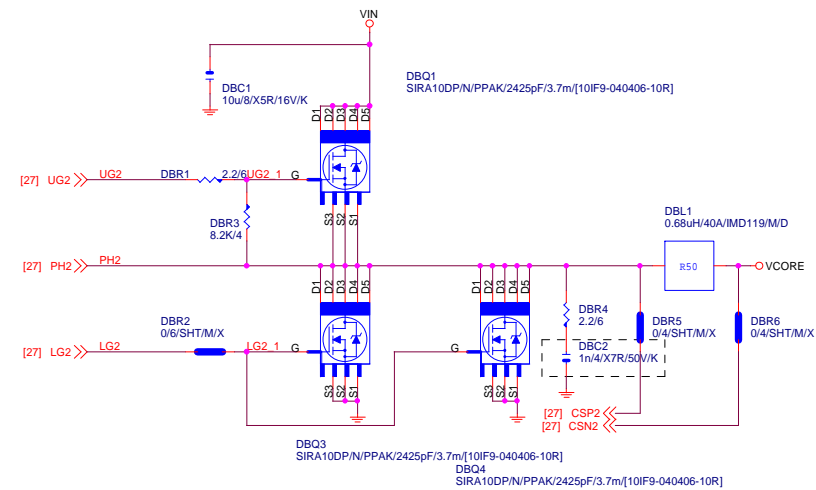 VIN
DBC1
10u/8/X5R/16V/K
DBQ1
SIRA10DP/N/PPAK/2425pF/3.7m/[10IF9-040406-10R]
D1
D2
D3
D4
D5
[27] UG2
UG2
DBR1
2.2/6
UG2_1
G
S3
S2
S1
DBR3
8.2K/4
DBL1
0.68uH/40A/IMD119/M/D
[27] PH2
PH2
R50
VCORE
D1
D2
D3
D4
D5
D1
D2
D3
D4
D5
DBR2
0/6/SHT/M/X
DBR4
2.2/6
DBR5
0/4/SHT/M/X
DBR6
0/4/SHT/M/X
[27] LG2
LG2
LG2_1
G
G
DBC2
1n/4/X7R/50V/K
S3
S2
S1
S3
S2
S1
[27] CSP2
[27] CSN2
DBQ3
SIRA10DP/N/PPAK/2425pF/3.7m/[10IF9-040406-10R]
DBQ4
SIRA10DP/N/PPAK/2425pF/3.7m/[10IF9-040406-10R]